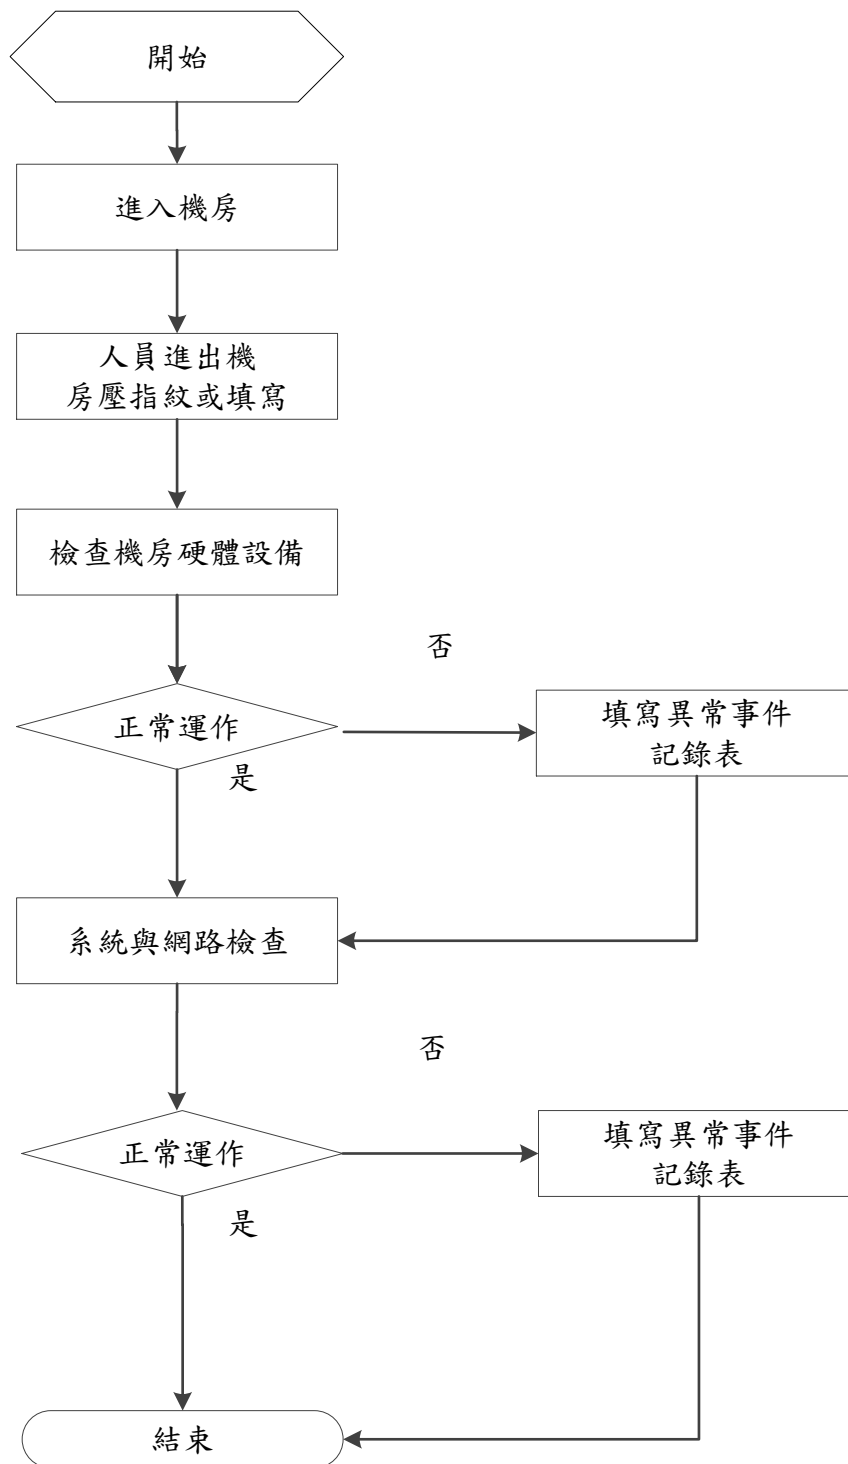 開始
進入機房
人員進出機
房壓指紋或填寫
檢查機房硬體設備
否
正常運作
填寫異常事件
記錄表
是
系統與網路檢查
否
正常運作
填寫異常事件
記錄表
是
結束